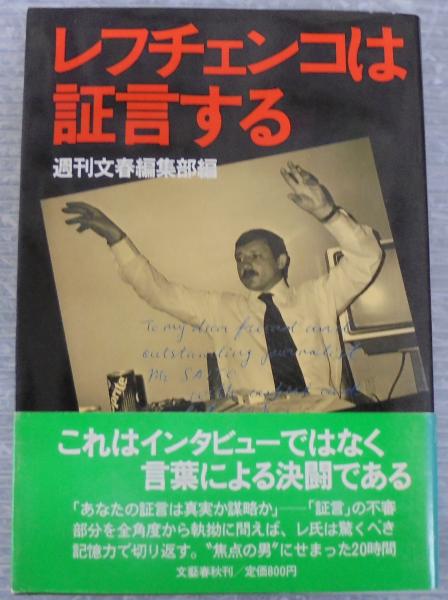 レフチェンコは
証言する
週刊文春編集部編
To my dear friend and
outstanding journalist
Mr SAITO
with respect and
これはインタビューではなく
言葉による決闘である
「あなたの証言は真実か謀略か」──「証言」の不審
部分を全角度から執拗に問えば、レ氏は驚くべき
記憶力で切り返す。〝焦点の男〟にせまった20時間
文藝春秋刊／定価800円